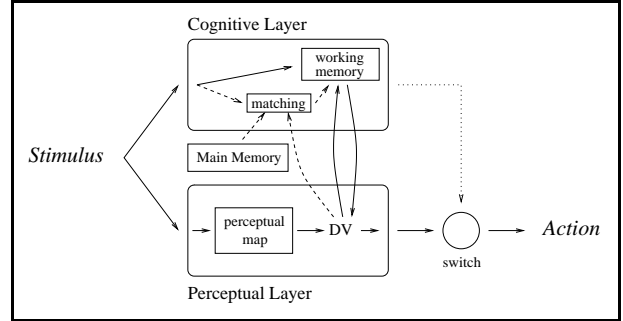 Cognitive Layer
working
memory
matching
Stimulus
Main Memory
perceptual
map
DV
Action
switch
Perceptual Layer